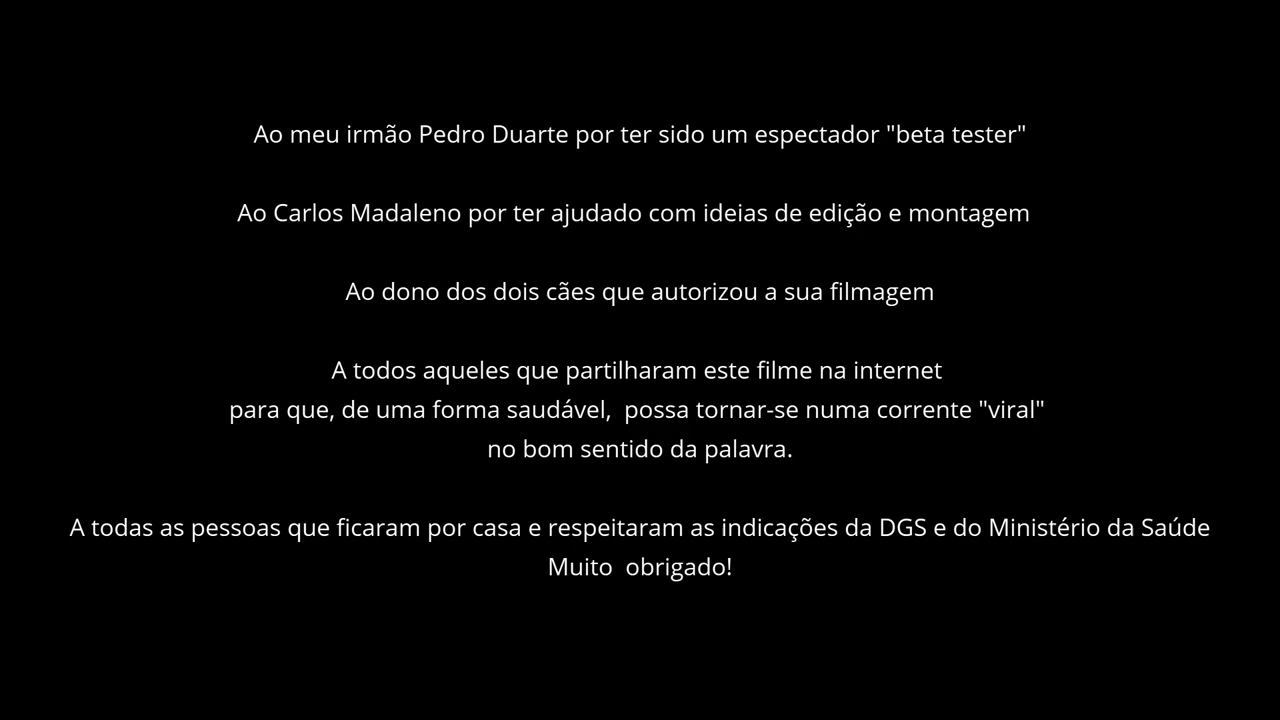 Ao meu irmão Pedro Duarte por ter sido um espectador "beta tester"
Ao Carlos Madaleno por ter ajudado com ideias de edição e montagem
Ao dono dos dois cães que autorizou a sua filmagem
A todos aqueles que partilharam este filme na internet
para que, de uma forma saudável,  possa tornar-se numa corrente "viral"
no bom sentido da palavra.
A todas as pessoas que ficaram por casa e respeitaram as indicações da DGS e do Ministério da Saúde
Muito  obrigado!